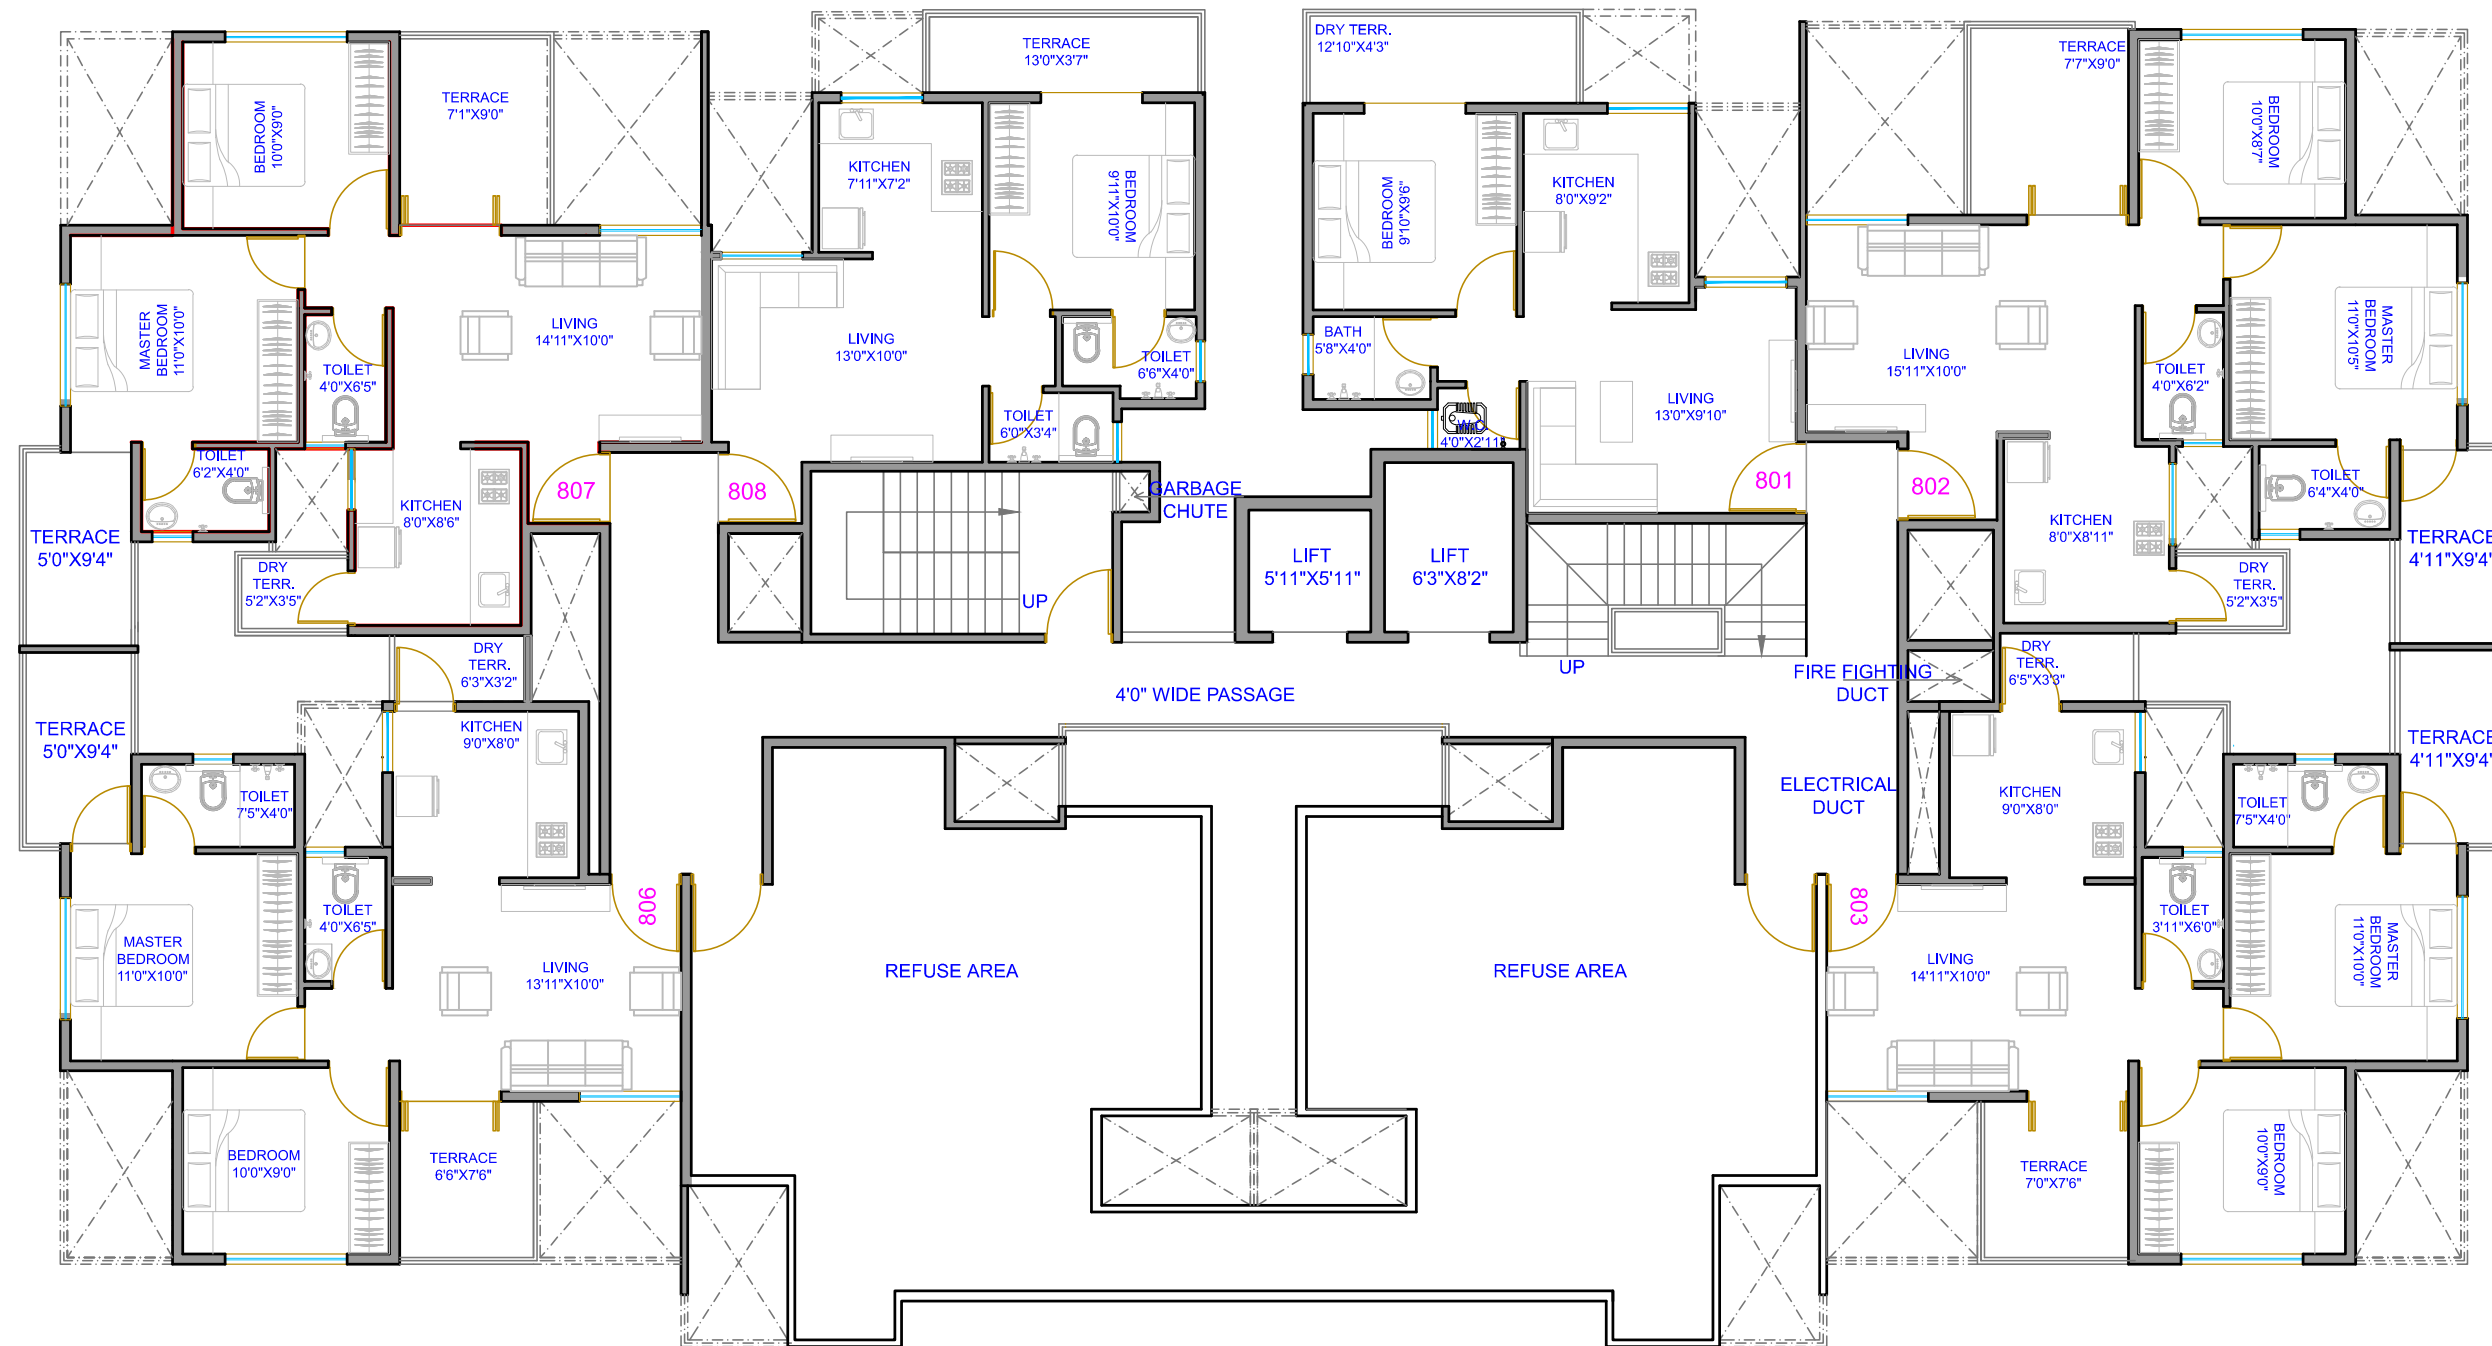 BEDROOM
10'0"X9'0"
TERRACE
7'1"X9'0"
TERRACE
13'0"X3'7"
DRY TERR.
12'10"X4'3"
TERRACE
7'7"X9'0"
BEDROOM
10'0"X8'7"
KITCHEN
7'11"X7'2"
BEDROOM
9'11"X10'0"
BEDROOM
9'10"X9'6"
KITCHEN
8'0"X9'2"
MASTER
BEDROOM
11'0"X10'0"
LIVING
14'11"X10'0"
LIVING
13'0"X10'0"
TOILET
6'6"X4'0"
BATH
5'8"X4'0"
LIVING
15'11"X10'0"
MASTER
BEDROOM
11'0"X10'5"
TOILET
4'0"X6'5"
TOILET
4'0"X6'2"
TOILET
6'0"X3'4"
LIVING
13'0"X9'10"
W.C
4'0"X2'11"
TOILET
6'2"X4'0"
KITCHEN
8'0"X8'6"
807
808
GARBAGE
CHUTE
801
802
TOILET
6'4"X4'0"
TERRACE
5'0"X9'4"
DRY
TERR.
5'2"X3'5"
UP
LIFT
5'11"X5'11"
LIFT
6'3"X8'2"
KITCHEN
8'0"X8'11"
DRY
TERR.
5'2"X3'5"
TERRACE
4'11"X9'4"
DRY
TERR.
6'3"X3'2"
4'0" WIDE PASSAGE
UP
FIRE FIGHTING
DUCT
DRY
TERR.
6'5"X3'3"
TERRACE
5'0"X9'4"
KITCHEN
9'0"X8'0"
TERRACE
4'11"X9'4"
TOILET
7'5"X4'0"
ELECTRICAL
DUCT
KITCHEN
9'0"X8'0"
TOILET
7'5"X4'0"
TOILET
4'0"X6'5"
806
803
TOILET
3'11"X6'0"
MASTER
BEDROOM
11'0"X10'0"
LIVING
13'11"X10'0"
REFUSE AREA
REFUSE AREA
LIVING
14'11"X10'0"
MASTER
BEDROOM
11'0"X10'0"
BEDROOM
10'0"X9'0"
TERRACE
6'6"X7'6"
TERRACE
7'0"X7'6"
BEDROOM
10'0"X9'0"